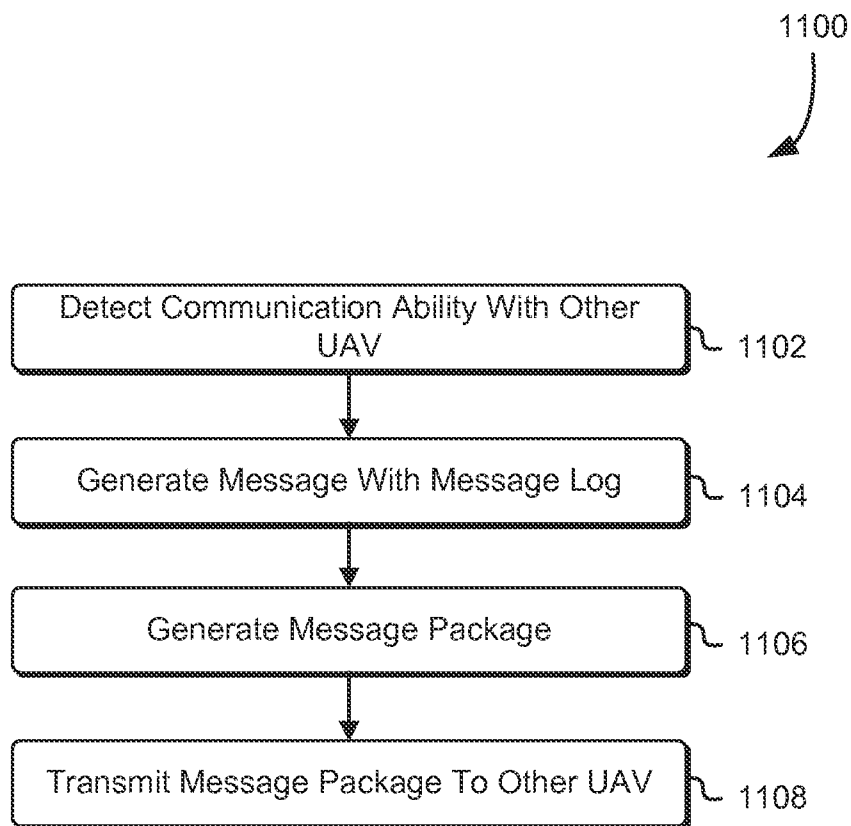 1100
Detect Communication Ability With Other
UAV
1102
Generate Message With Message Log
1104
Generate Message Package
1106
Transmit Message Package To Other UAV
1108